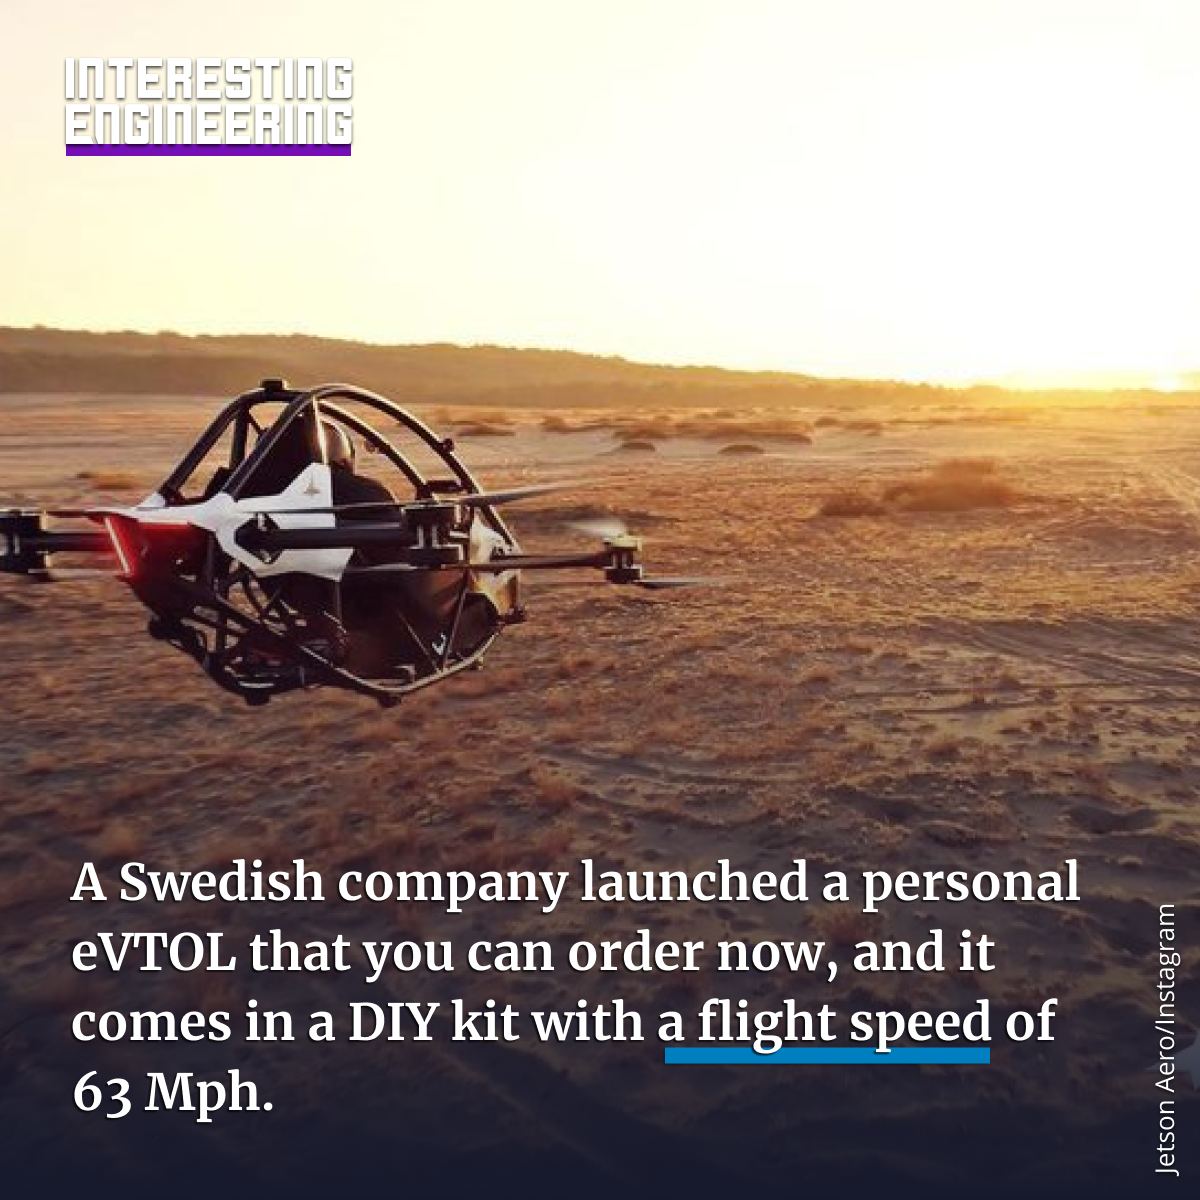 INTERESTING
ENGINEERING
A Swedish company launched a personal
eVTOL that you can order now, and it
comes in a DIY kit with a flight speed of
63 Mph.
Jetson Aero/Instagram